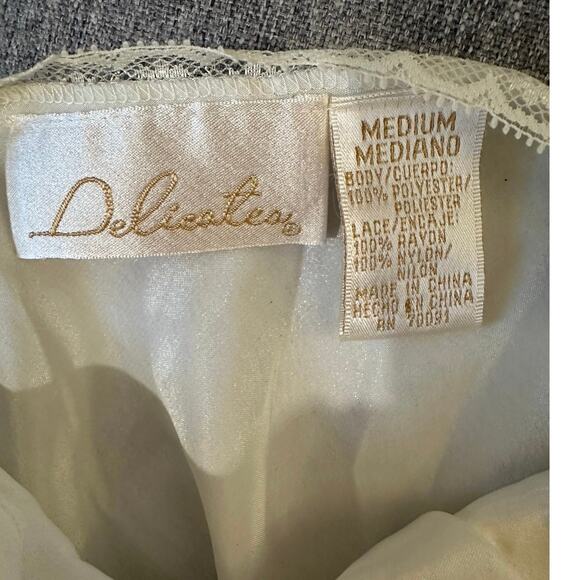 Delicates®
MEDIUM
MEDIANO
BODY/CUERPO:
100% POLYESTER/
POLIESTER
LACE/ENCAJE:
100% RAYON
100% NYLON/
NILON
MADE IN CHINA
HECHO EN CHINA
RN 70091